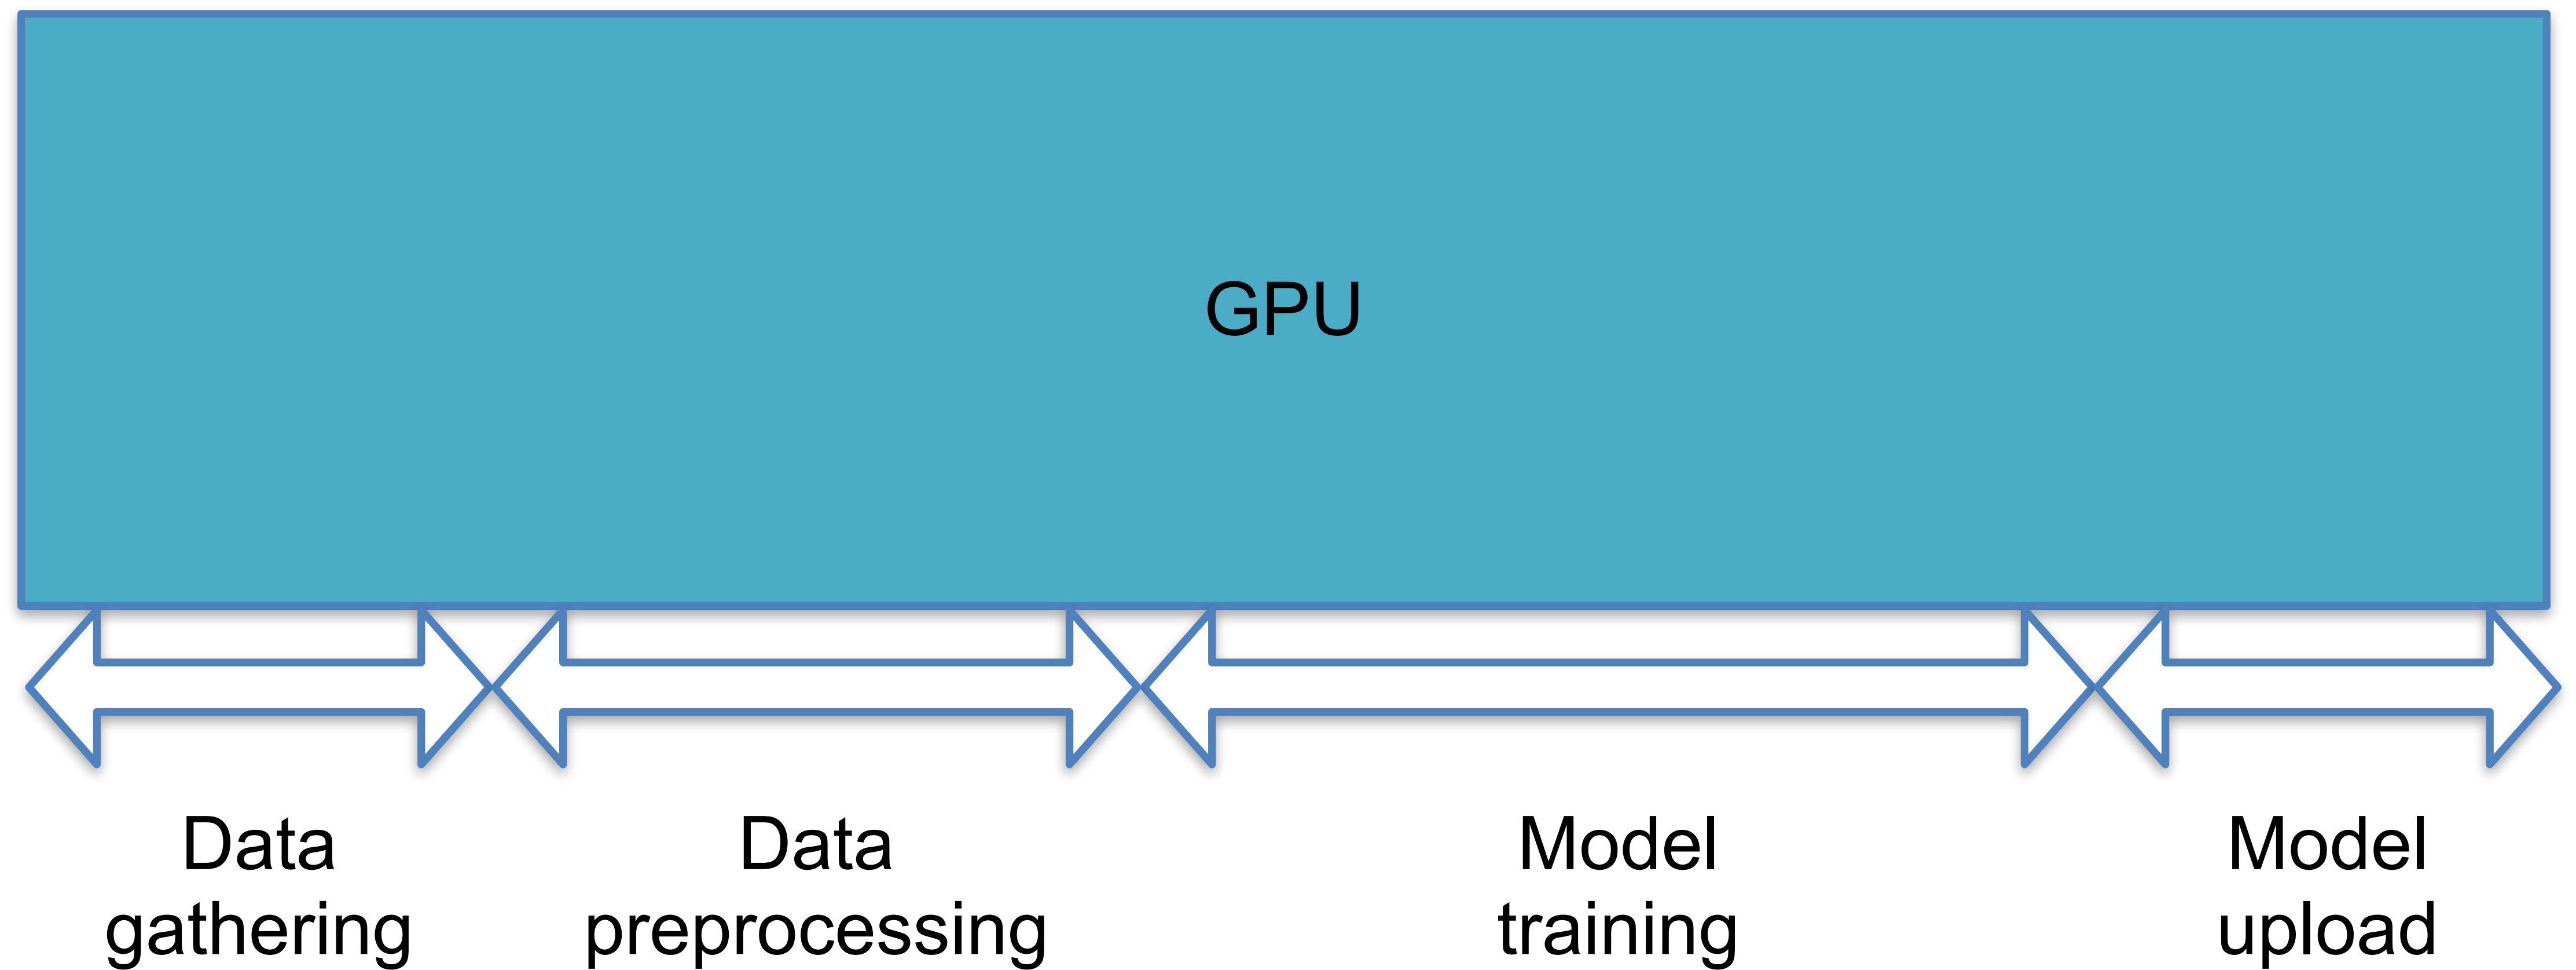 GPU
Data
gathering
Data
preprocessing
Model
training
Model
upload